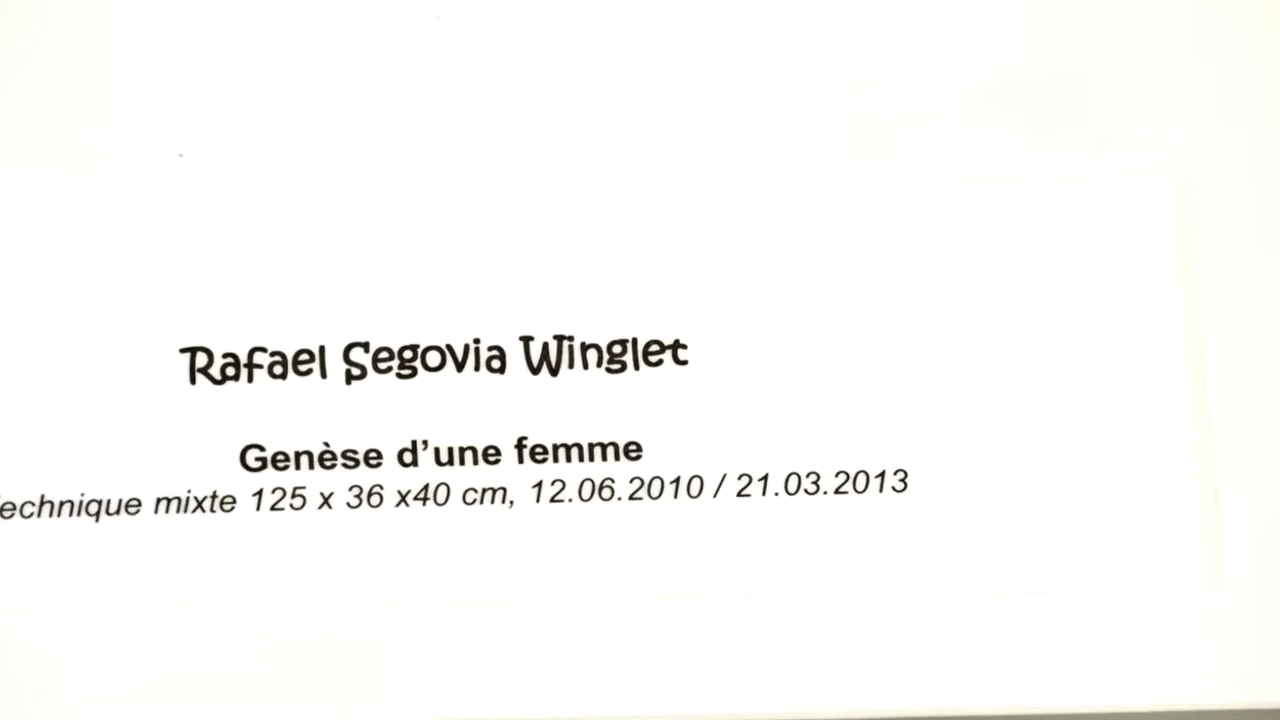 Rafael Segovia Winglet
Genèse d'une femme
echnique mixte 125 x 36 x40 cm, 12.06.2010 / 21.03.2013